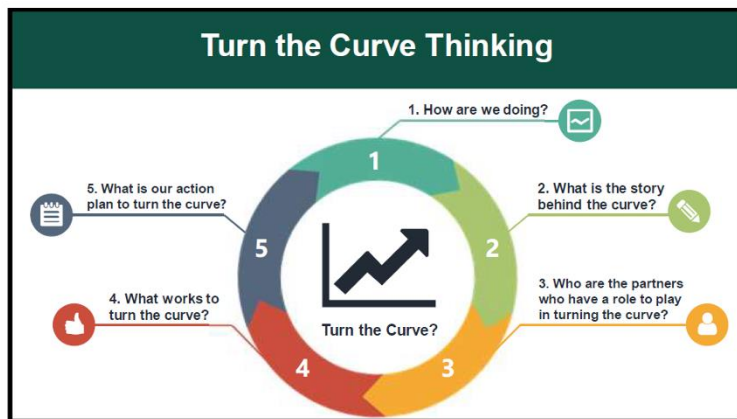 Turn the Curve Thinking
1. How are we doing?
1
2. What is the story
behind the curve?
2
3. Who are the partners
who have a role to play
in turning the curve?
3
4. What works to
turn the curve?
4
5. What is our action
plan to turn the curve?
5
Turn the Curve?